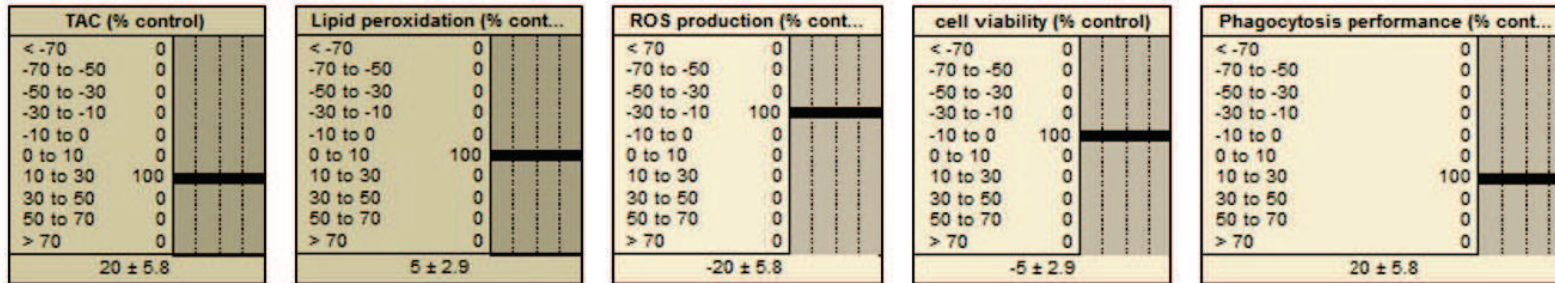 TAC (% control)
< -70 0
-70 to -50 0
-50 to -30 0
-30 to -10 0
-10 to 0 0
0 to 10 0
10 to 30 100
30 to 50 0
50 to 70 0
> 70 0
20 ± 5.8
Lipid peroxidation (% cont...
< -70 0
-70 to -50 0
-50 to -30 0
-30 to -10 0
-10 to 0 0
0 to 10 100
10 to 30 0
30 to 50 0
50 to 70 0
> 70 0
5 ± 2.9
ROS production (% cont...
< 70 0
-70 to -50 0
-50 to -30 0
-30 to -10 100
-10 to 0 0
0 to 10 0
10 to 30 0
30 to 50 0
50 to 70 0
> 70 0
-20 ± 5.8
cell viability (% control)
< -70 0
-70 to -50 0
-50 to -30 0
-30 to -10 0
-10 to 0 100
0 to 10 0
10 to 30 0
30 to 50 0
50 to 70 0
> 70 0
-5 ± 2.9
Phagocytosis performance (% cont...
< -70 0
-70 to -50 0
-50 to -30 0
-30 to -10 0
-10 to 0 0
0 to 10 0
10 to 30 100
30 to 50 0
50 to 70 0
> 70 0
20 ± 5.8